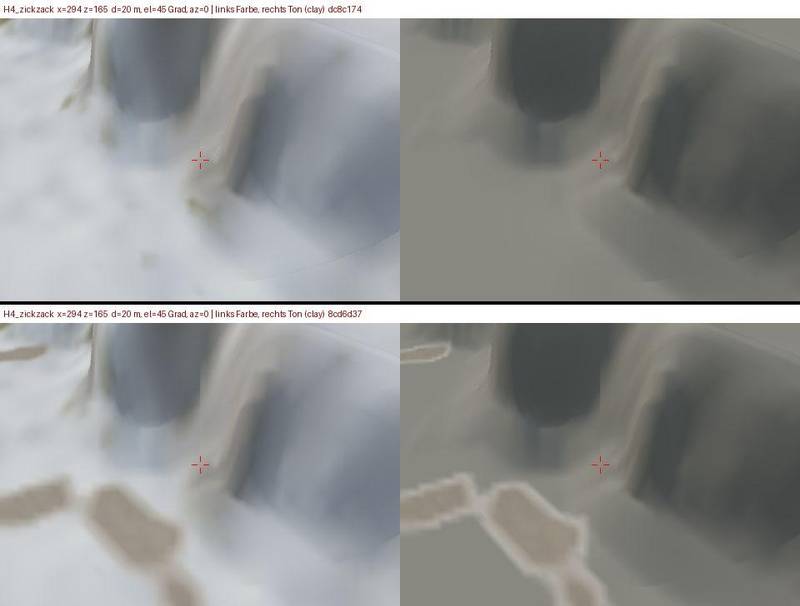 H4_zickzack x=294 z=165 d=20 m, el=45 Grad, az=0 | links Farbe, rechts Ton (clay) dc8c174
H4_zickzack x=294 z=165 d=20 m, el=45 Grad, az=0 | links Farbe, rechts Ton (clay) 8cd6d37